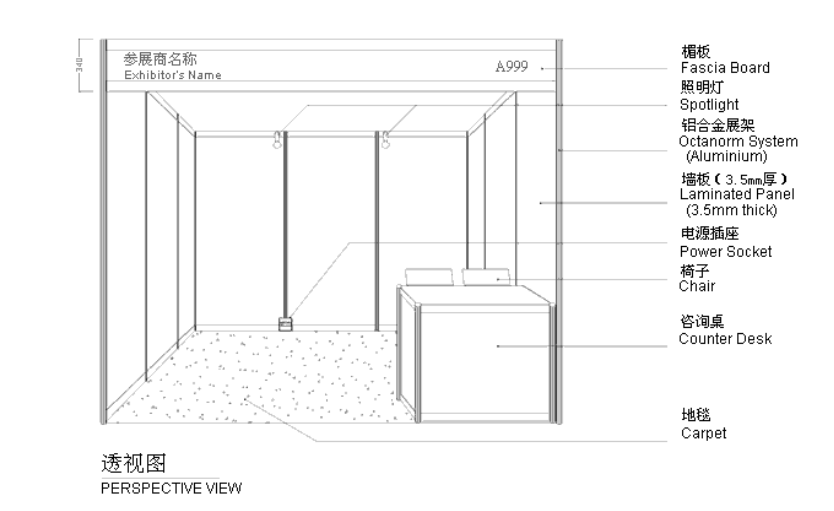 参展商名称
Exhibitor's Name
A999
340
楣板
Fascia Board
照明灯
Spotlight
铝合金展架
Octanorm System
(Aluminium)
墙板(3.5mm厚)
Laminated Panel
(3.5mm thick)
电源插座
Power Socket
椅子
Chair
咨询桌
Counter Desk
地毯
Carpet
透视图
PERSPECTIVE VIEW